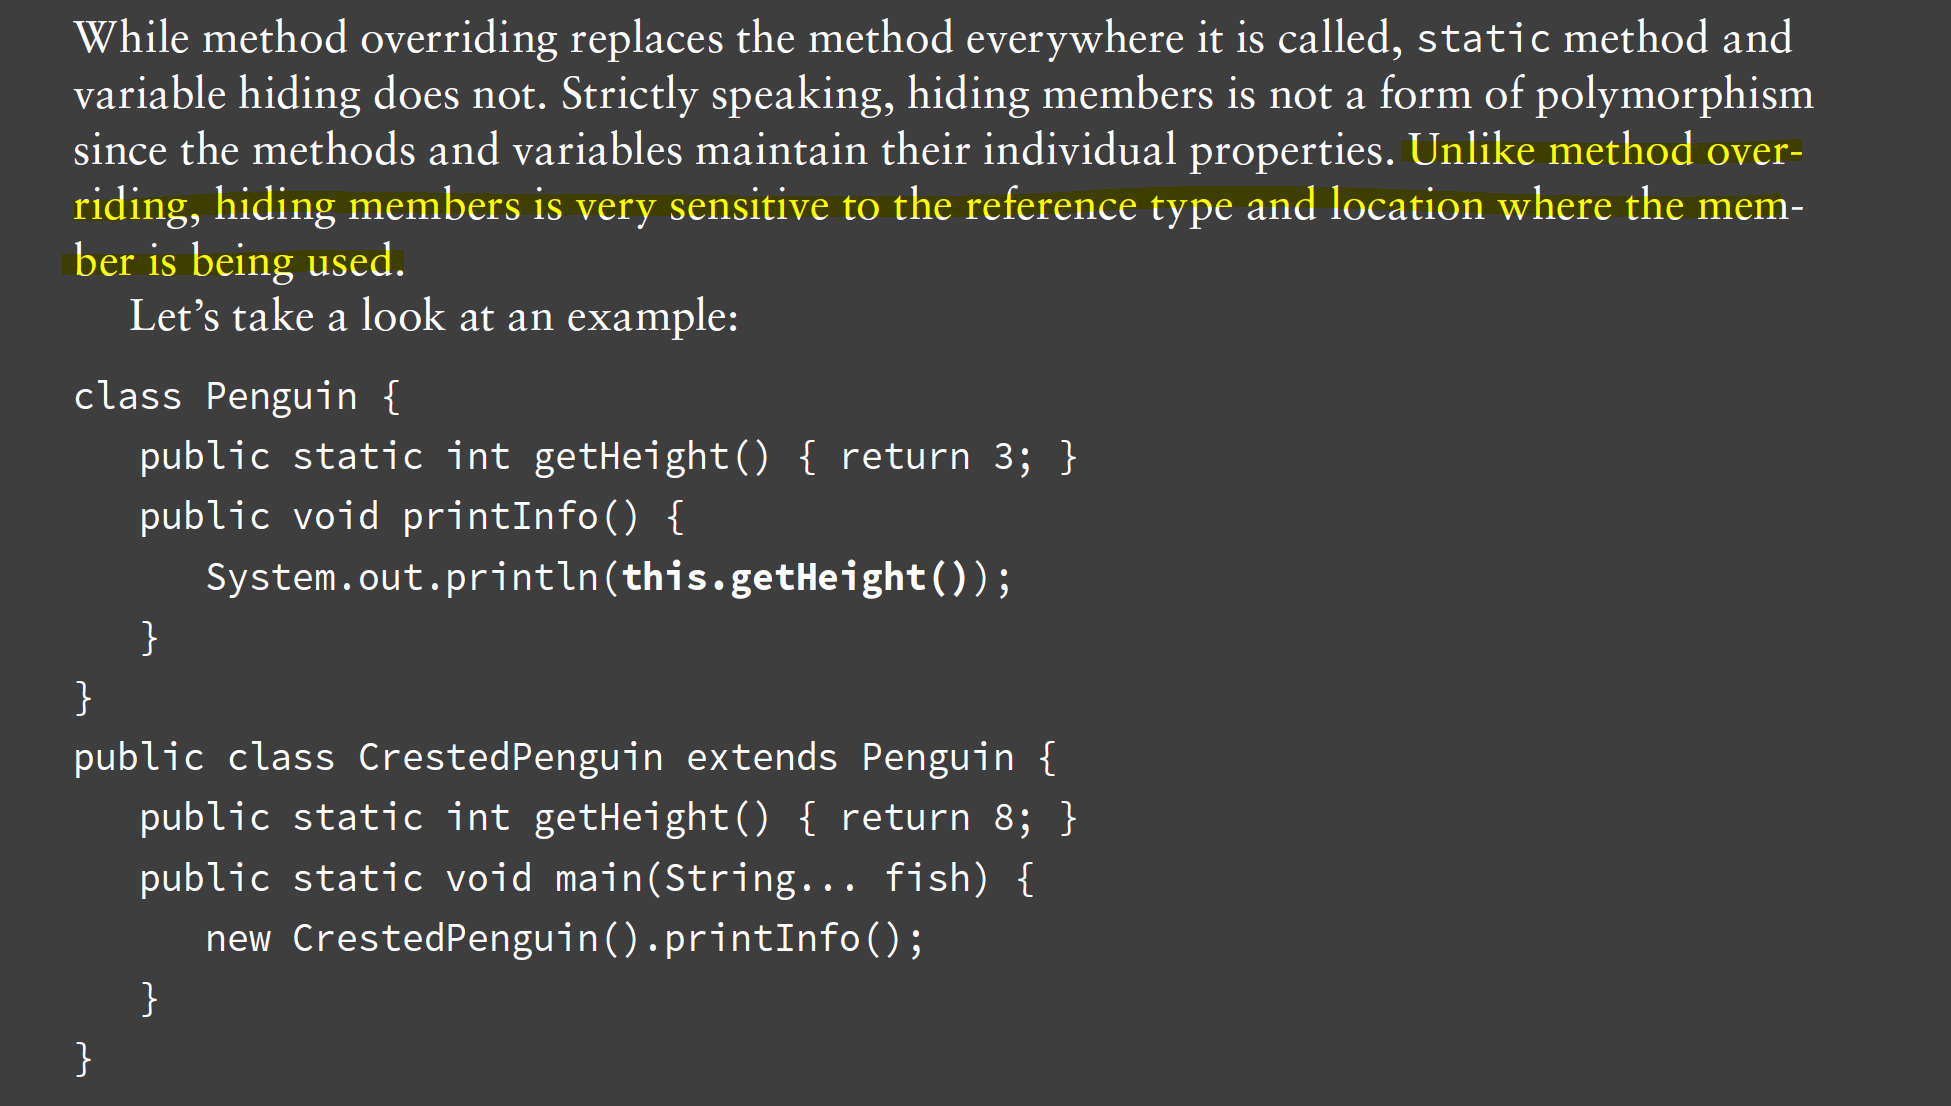 While method overriding replaces the method everywhere it is called, static method and
variable hiding does not. Strictly speaking, hiding members is not a form of polymorphism
since the methods and variables maintain their individual properties. Unlike method over-
riding, hiding members is very sensitive to the reference type and location where the mem-
ber is being used.
Let’s take a look at an example:
class Penguin {
   public static int getHeight() { return 3; }
   public void printInfo() {
      System.out.println(this.getHeight());
   }
}
public class CrestedPenguin extends Penguin {
   public static int getHeight() { return 8; }
   public static void main(String... fish) {
      new CrestedPenguin().printInfo();
   }
}